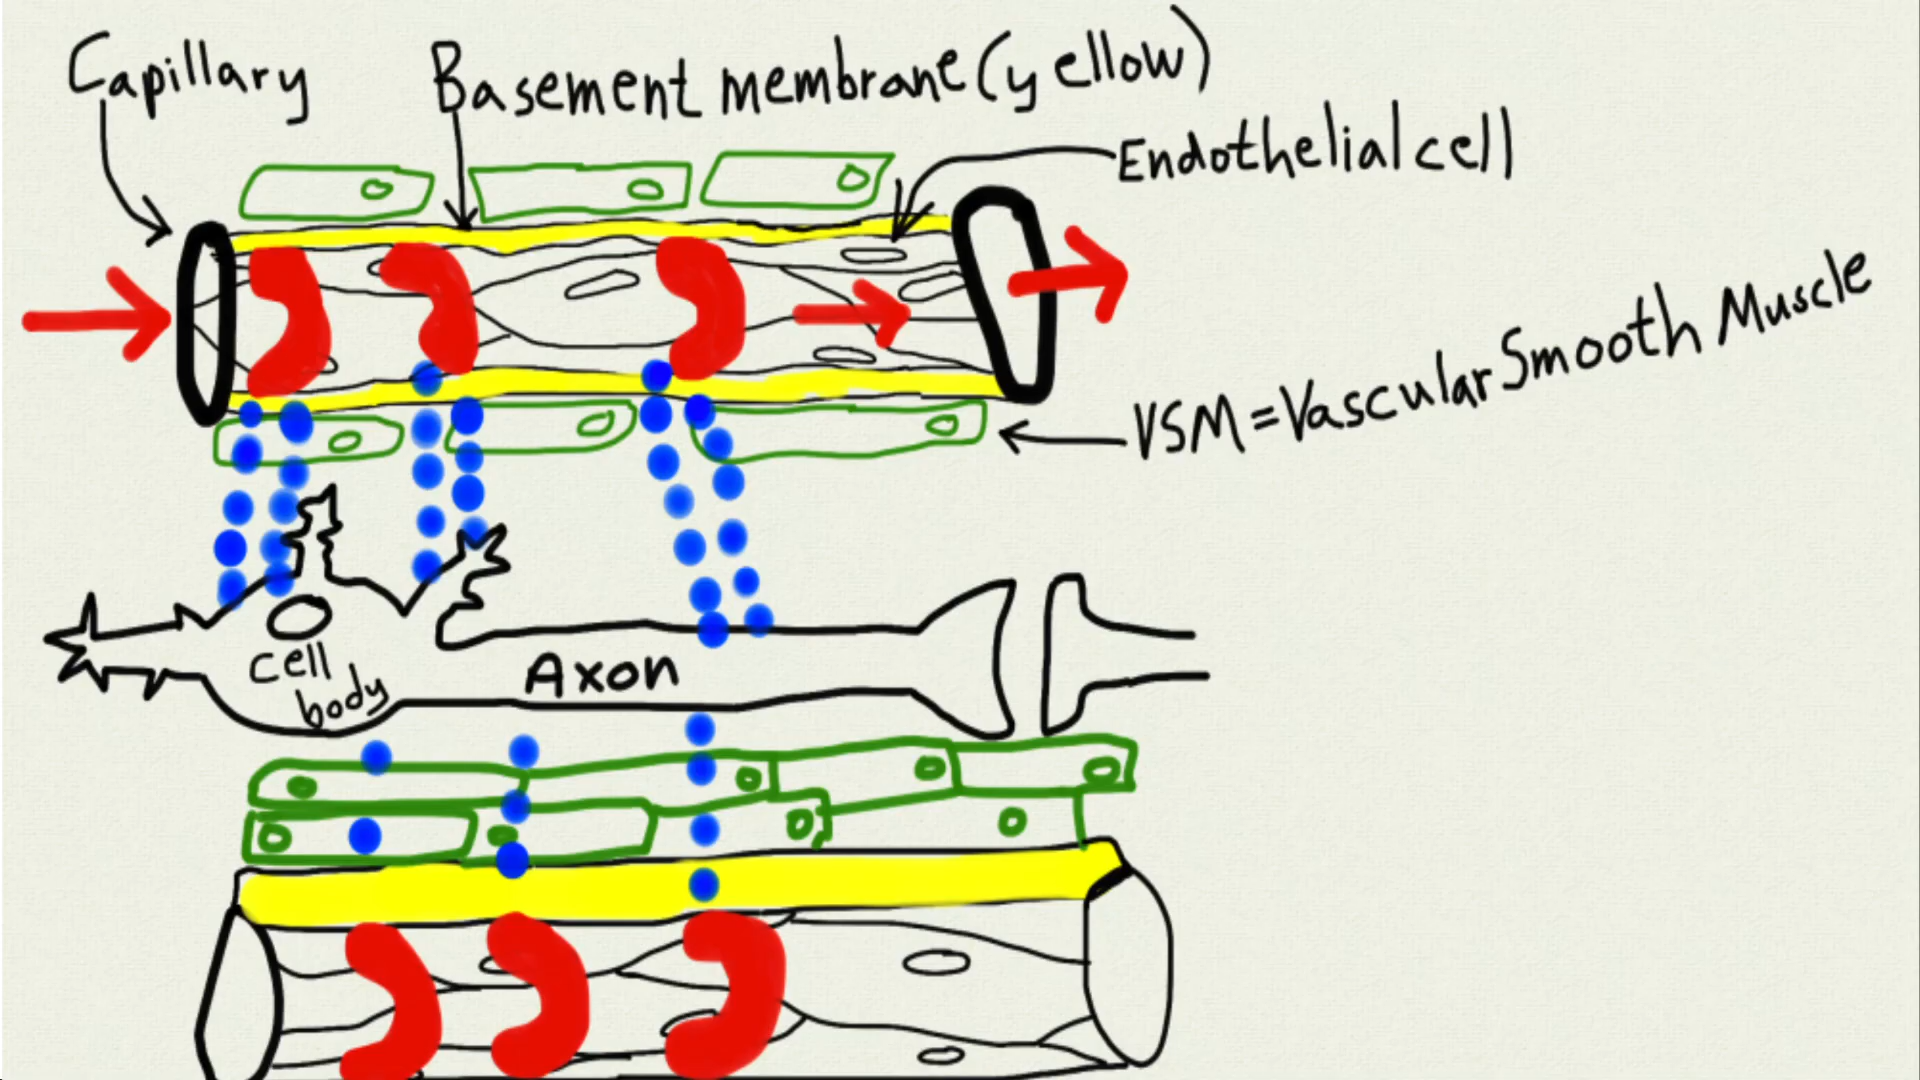 Capillary
Basement membrane (yellow)
Endothelial cell
VSM = Vascular Smooth Muscle
Cell
body
Axon